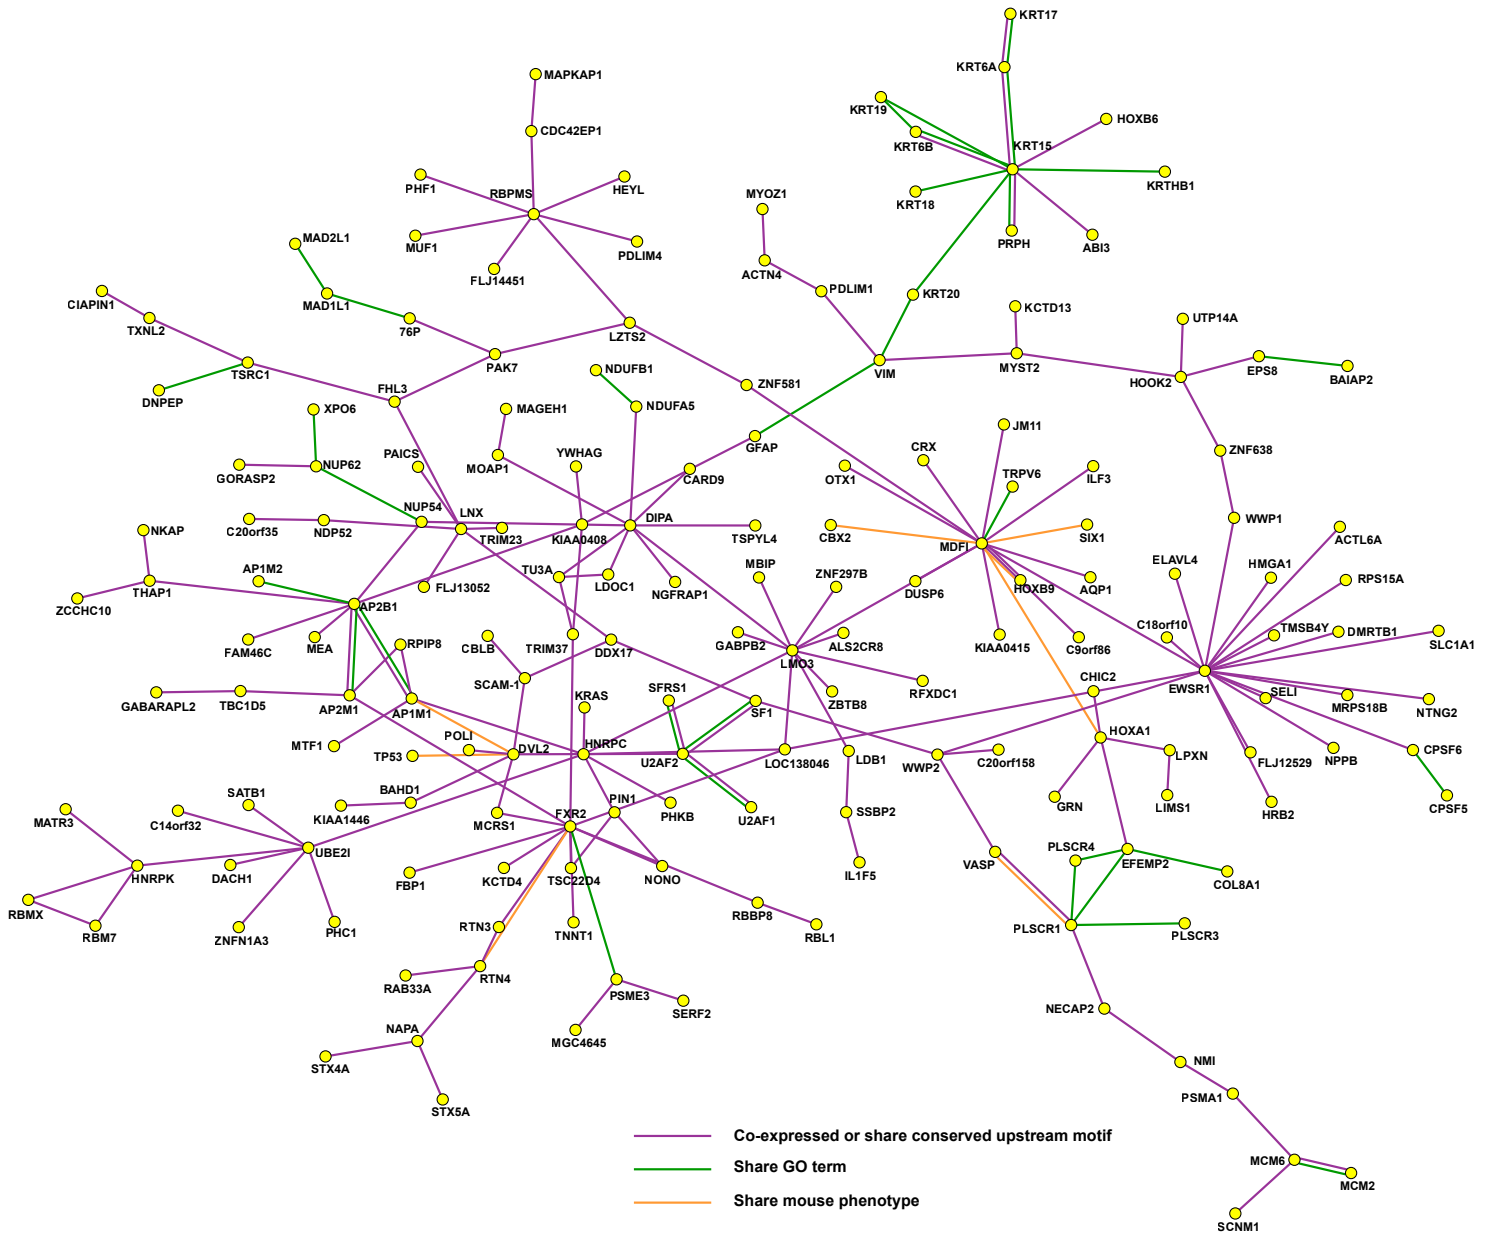 KRT17
KRT6A
MAPKAP1
KRT19
HOXB6
CDC42EP1
KRT6B
KRT15
PHF1
RBPMS
HEYL
KRTHB1
KRT18
MYOZ1
MAD2L1
MUF1
PDLIM4
PRPH
ABI3
FLJ14451
ACTN4
CIAPIN1
MAD1L1
PDLIM1
KRT20
KCTD13
TXNL2
76P
LZTS2
UTP14A
TSRC1
PAK7
VIM
MYST2
HOOK2
EPS8
BAIAP2
DNPEP
FHL3
NDUFB1
ZNF581
XPO6
MAGEH1
NDUFA5
JM11
GFAP
CRX
ZNF638
PAICS
YWHAG
NUP62
MOAP1
OTX1
TRPV6
ILF3
GORASP2
CARD9
NUP54
LNX
DIPA
WWP1
C20orf35
NDP52
TRIM23
KIAA0408
TSPYL4
CBX2
MDFI
SIX1
ACTL6A
NKAP
AP1M2
TU3A
MBIP
ZNF297B
ELAVL4
HMGA1
THAP1
FLJ13052
LDOC1
NGFRAP1
DUSP6
HOXB9
AQP1
RPS15A
ZCCHC10
AP2B1
C18orf10
TMSB4Y
DMRTB1
FAM46C
MEA
RPIP8
CBLB
TRIM37
DDX17
GABPB2
ALS2CR8
KIAA0415
C9orf86
SLC1A1
LMO3
SCAM-1
RFXDC1
CHIC2
EWSR1
SELI
GABARAPL2
TBC1D5
AP2M1
AP1M1
KRAS
SFRS1
SF1
ZBTB8
MRPS18B
NTNG2
MTF1
POLI
DVL2
HNRPC
HOXA1
TP53
U2AF2
LOC138046
LDB1
WWP2
C20orf158
LPXN
FLJ12529
NPPB
CPSF6
SATB1
BAHD1
PIN1
MATR3
C14orf32
KIAA1446
MCRS1
FXR2
PHKB
U2AF1
SSBP2
GRN
LIMS1
HRB2
CPSF5
UBE2I
PLSCR4
HNRPK
DACH1
FBP1
KCTD4
TSC22D4
NONO
IL1F5
VASP
EFEMP2
COL8A1
RBMX
RBM7
ZNFN1A3
PHC1
RTN3
TNNT1
RBBP8
RBL1
PLSCR1
PLSCR3
RAB33A
RTN4
PSME3
SERF2
NECAP2
NAPA
MGC4645
STX4A
NMI
PSMA1
STX5A
Co-expressed or share conserved upstream motif
Share GO term
MCM6
MCM2
Share mouse phenotype
SCNM1